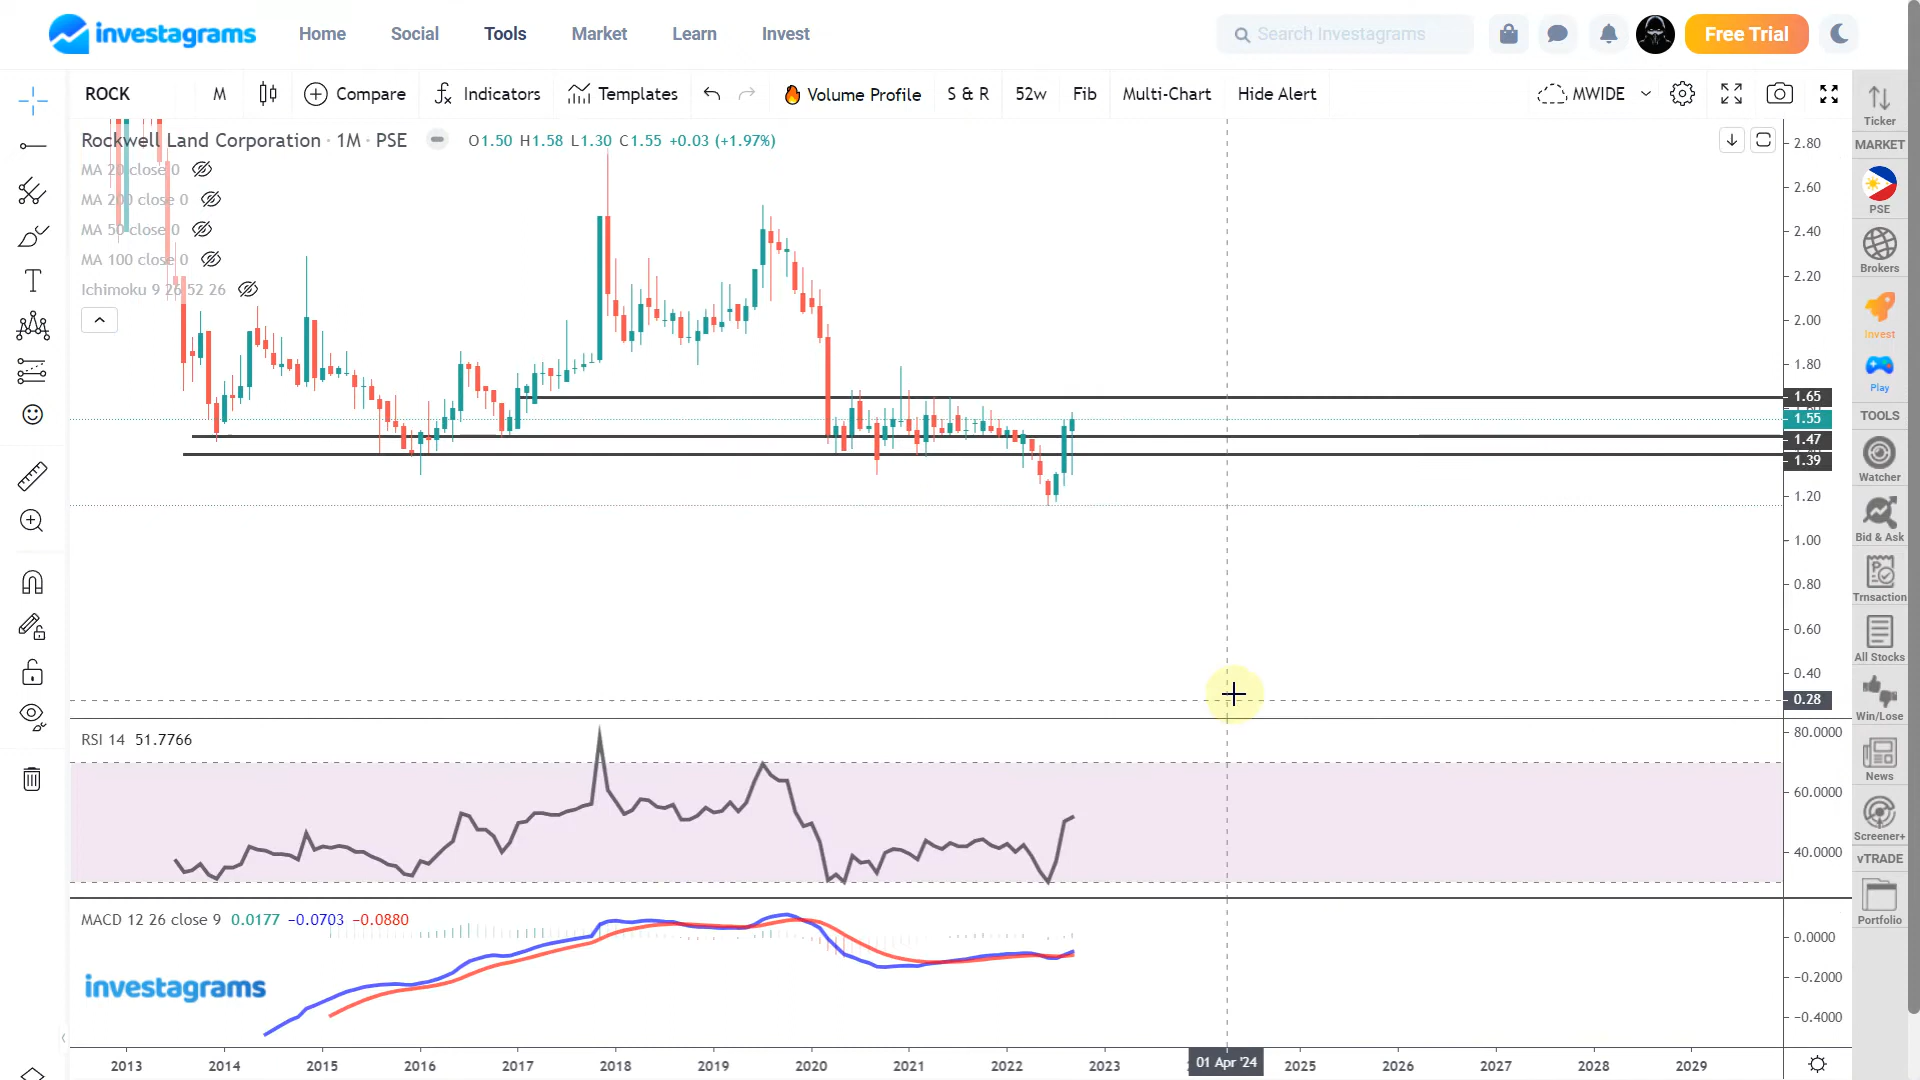 investagrams Home Social Tools Market Learn Invest Search Investagrams Free Trial
ROCK M Compare Indicators Templates Volume Profile S & R 52w Fib Multi-Chart Hide Alert MWIDE
Rockwell Land Corporation · 1M · PSE O1.50 H1.58 L1.30 C1.55 +0.03 (+1.97%)
MA 20 close 0
MA 200 close 0
MA 50 close 0
MA 100 close 0
Ichimoku 9 26 52 26
2.80
2.60
2.40
2.20
2.00
1.80
1.65
1.55
1.47
1.39
1.20
1.00
0.80
0.60
0.40
0.28
RSI 14 51.7766
80.0000
60.0000
40.0000
MACD 12 26 close 9 0.0177 −0.0703 −0.0880
0.0000
−0.2000
−0.4000
investagrams
2013 2014 2015 2016 2017 2018 2019 2020 2021 2022 2023 01 Apr '24 2025 2026 2027 2028 2029
Ticker
MARKET
PSE
Brokers
Invest
Play
TOOLS
Watcher
Bid & Ask
Trnsaction
All Stocks
Win/Lose
News
Screener+
vTRADE
Portfolio